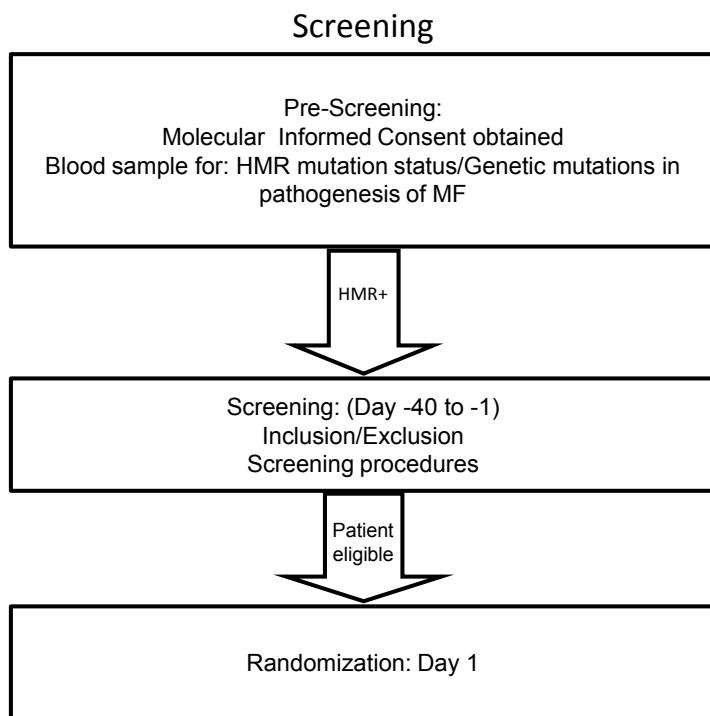 Screening
Pre-Screening:
Molecular Informed Consent obtained
Blood sample for: HMR mutation status/Genetic mutations in
pathogenesis of MF
HMR+
Screening: (Day -40 to -1)
Inclusion/Exclusion
Screening procedures
Patient
eligible
Randomization: Day 1